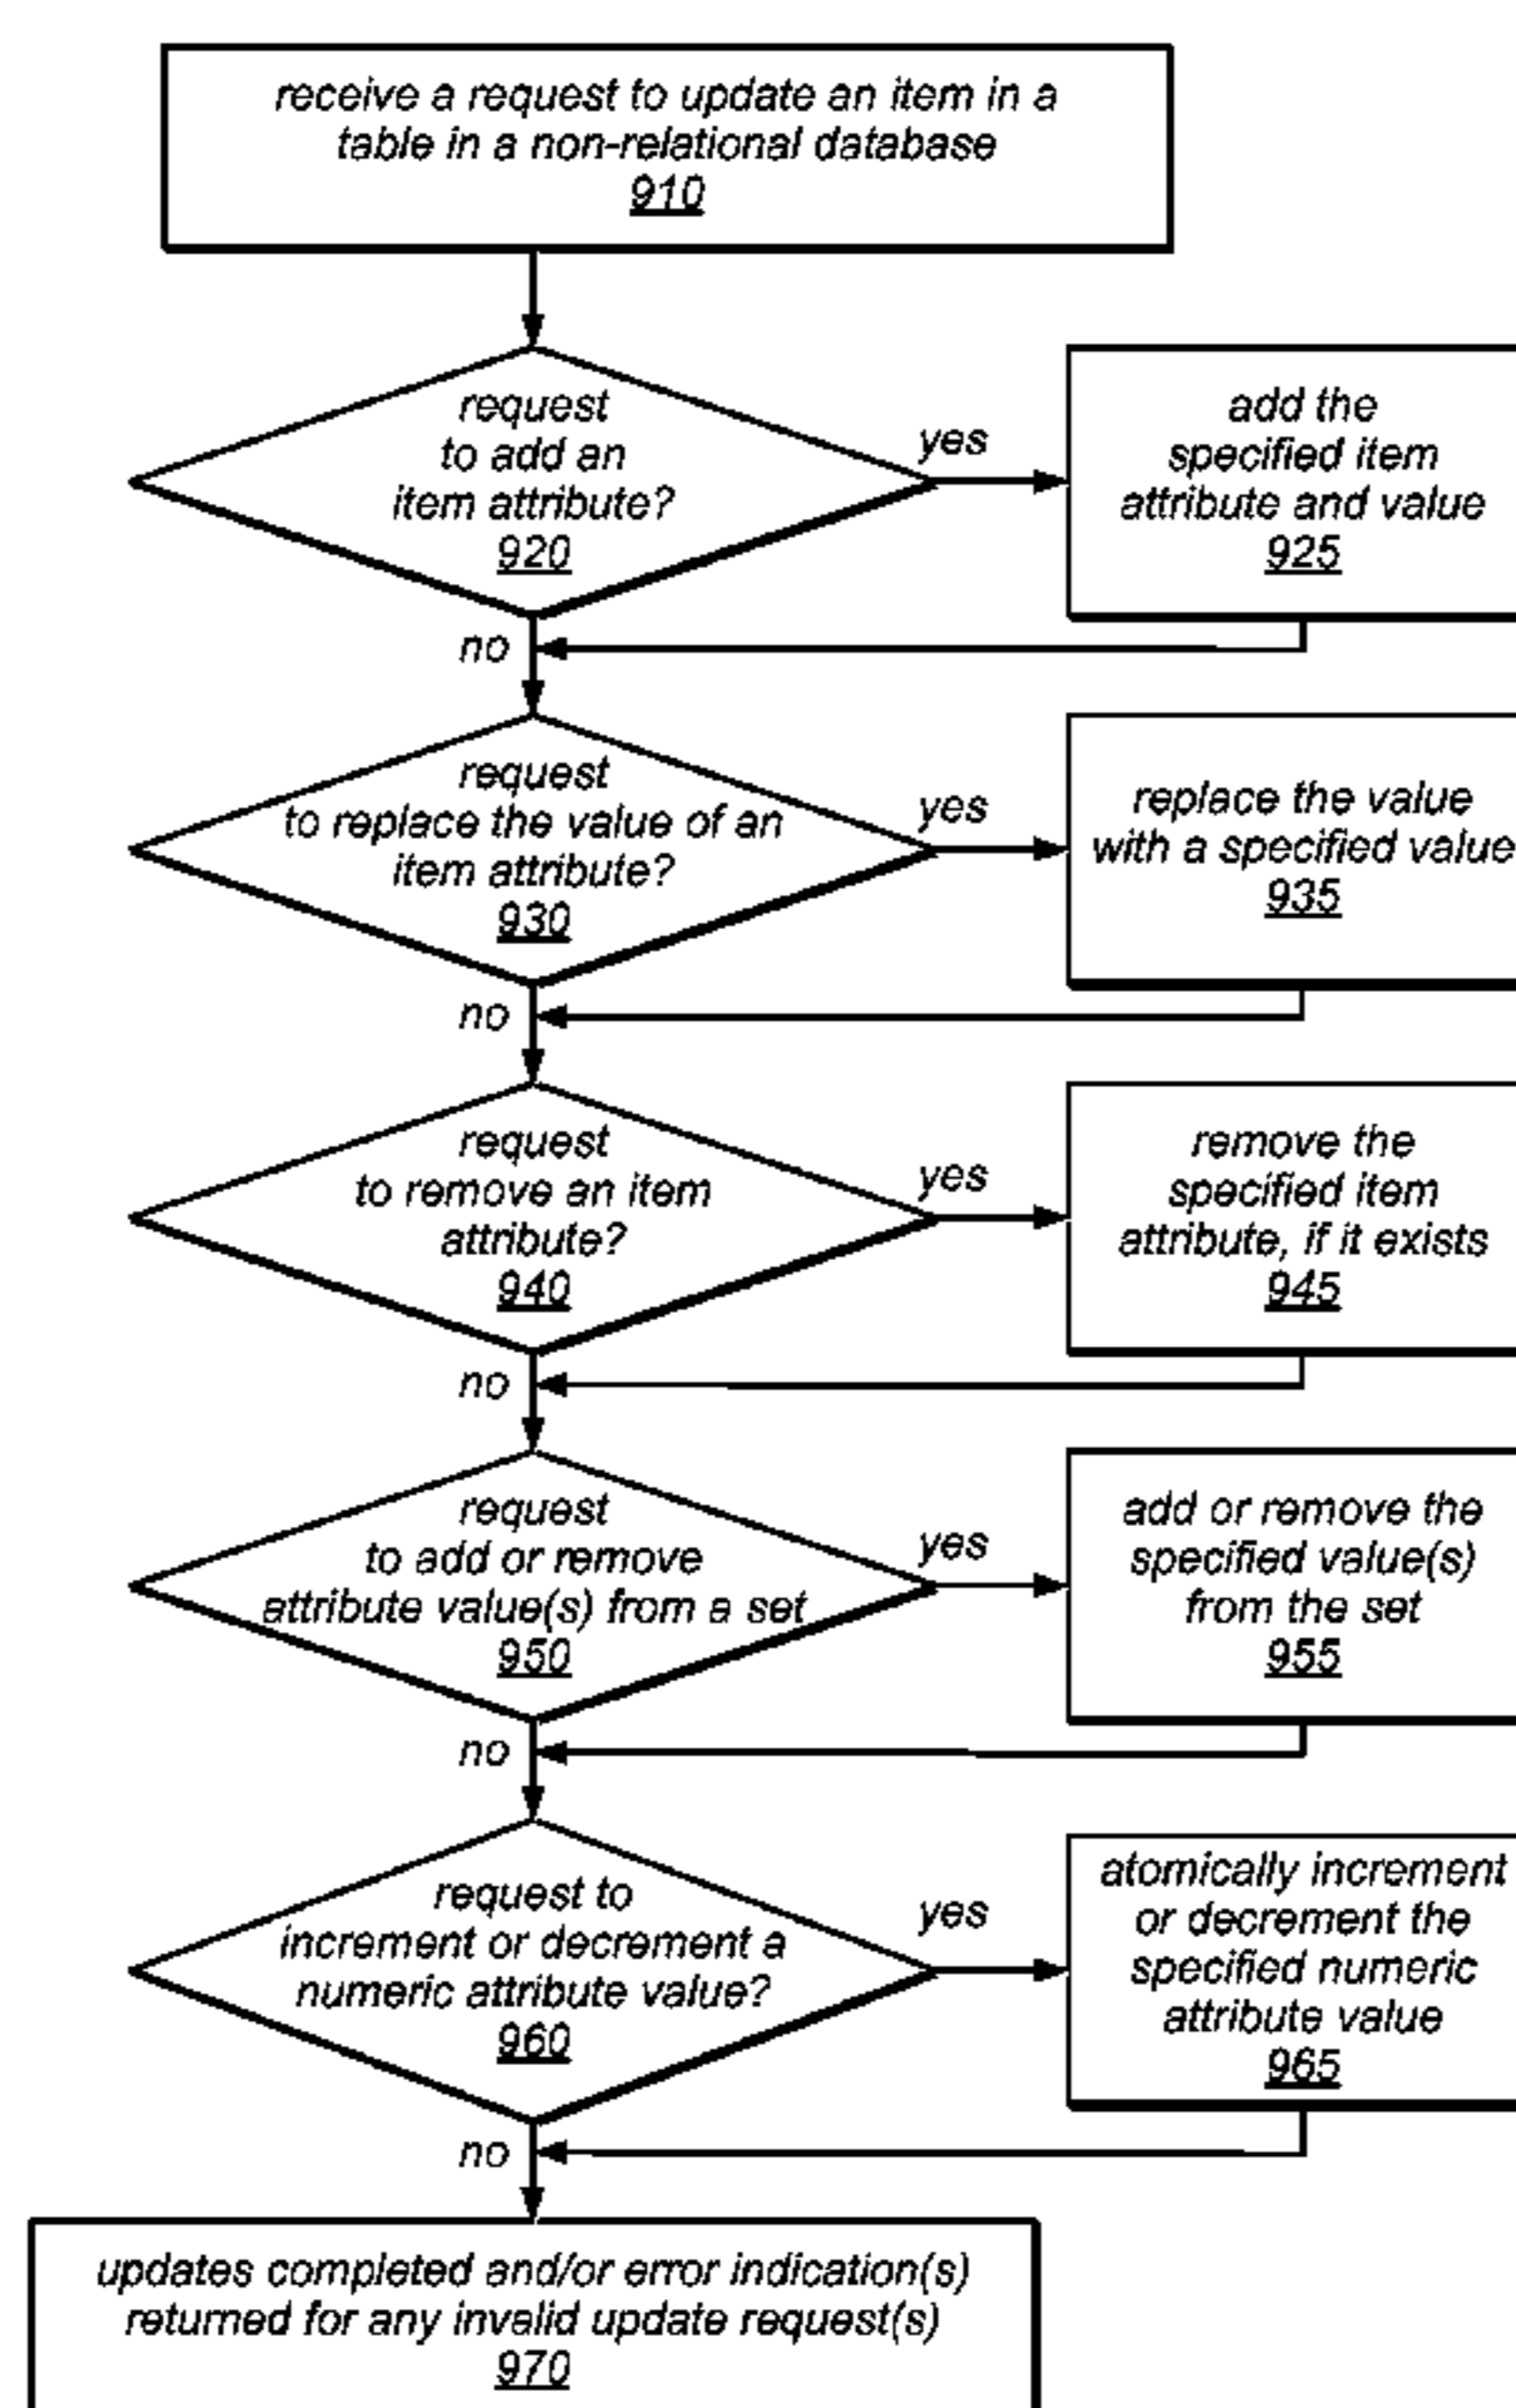 receive a request to update an item in a
table in a non-relational database
910
request
to add an
item attribute?
920
yes
add the
specified item
attribute and value
925
no
request
to replace the value of an
item attribute?
930
yes
replace the value
with a specified value
935
no
request
to remove an item
attribute?
940
yes
remove the
specified item
attribute, if it exists
945
no
request
to add or remove
attribute value(s) from a set
950
yes
add or remove the
specified value(s)
from the set
955
no
request to
increment or decrement a
numeric attribute value?
960
yes
atomically increment
or decrement the
specified numeric
attribute value
965
no
updates completed and/or error indication(s)
returned for any invalid update request(s)
970